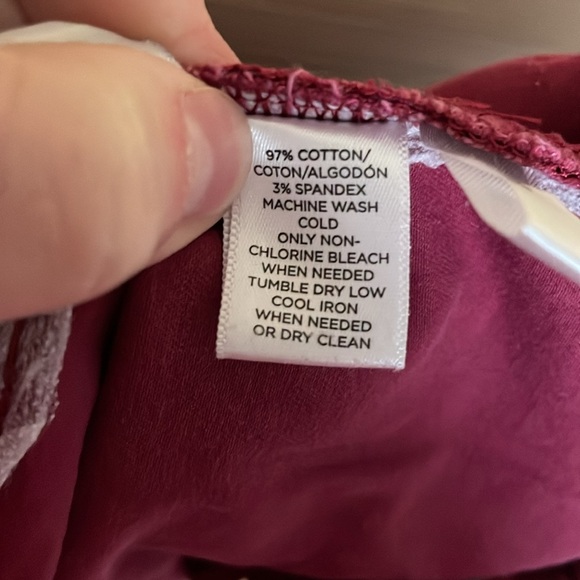 97% COTTON/
COTON/ALGODÓN
3% SPANDEX
MACHINE WASH
COLD
ONLY NON-
CHLORINE BLEACH
WHEN NEEDED
TUMBLE DRY LOW
COOL IRON
WHEN NEEDED
OR DRY CLEAN